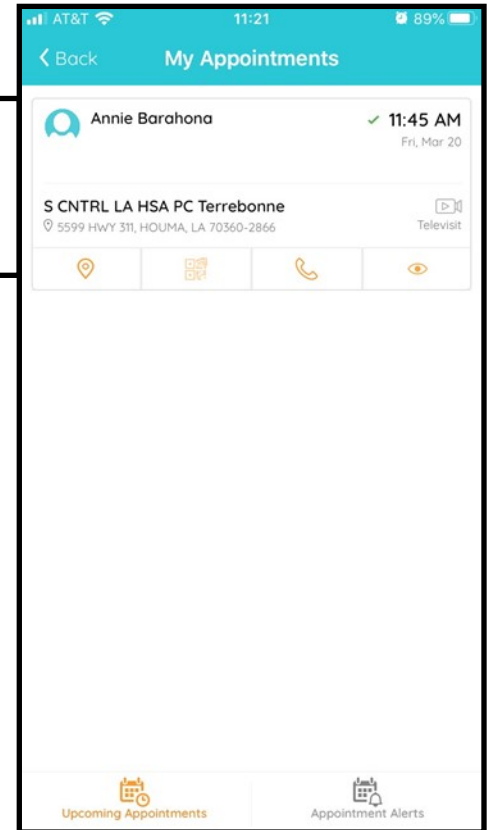 AT&T 11:21 89%
Back My Appointments
Annie Barahona 11:45 AM
Fri, Mar 20
S CNTRL LA HSA PC Terrebonne
5599 HWY 311, HOUMA, LA 70360-2866 Televisit
Upcoming Appointments Appointment Alerts